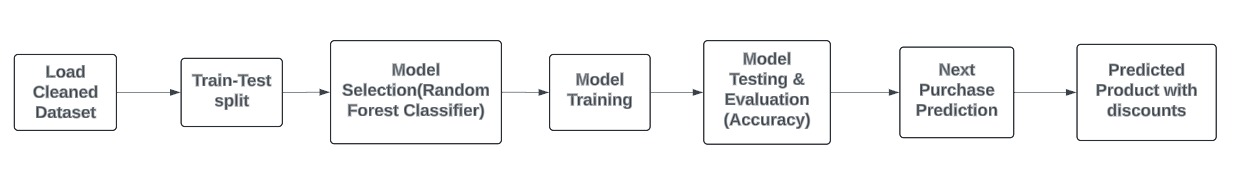 Load
Cleaned
Dataset
Train-Test
split
Model
Selection(Random
Forest Classifier)
Model
Training
Model
Testing &
Evaluation
(Accuracy)
Next
Purchase
Prediction
Predicted
Product with
discounts